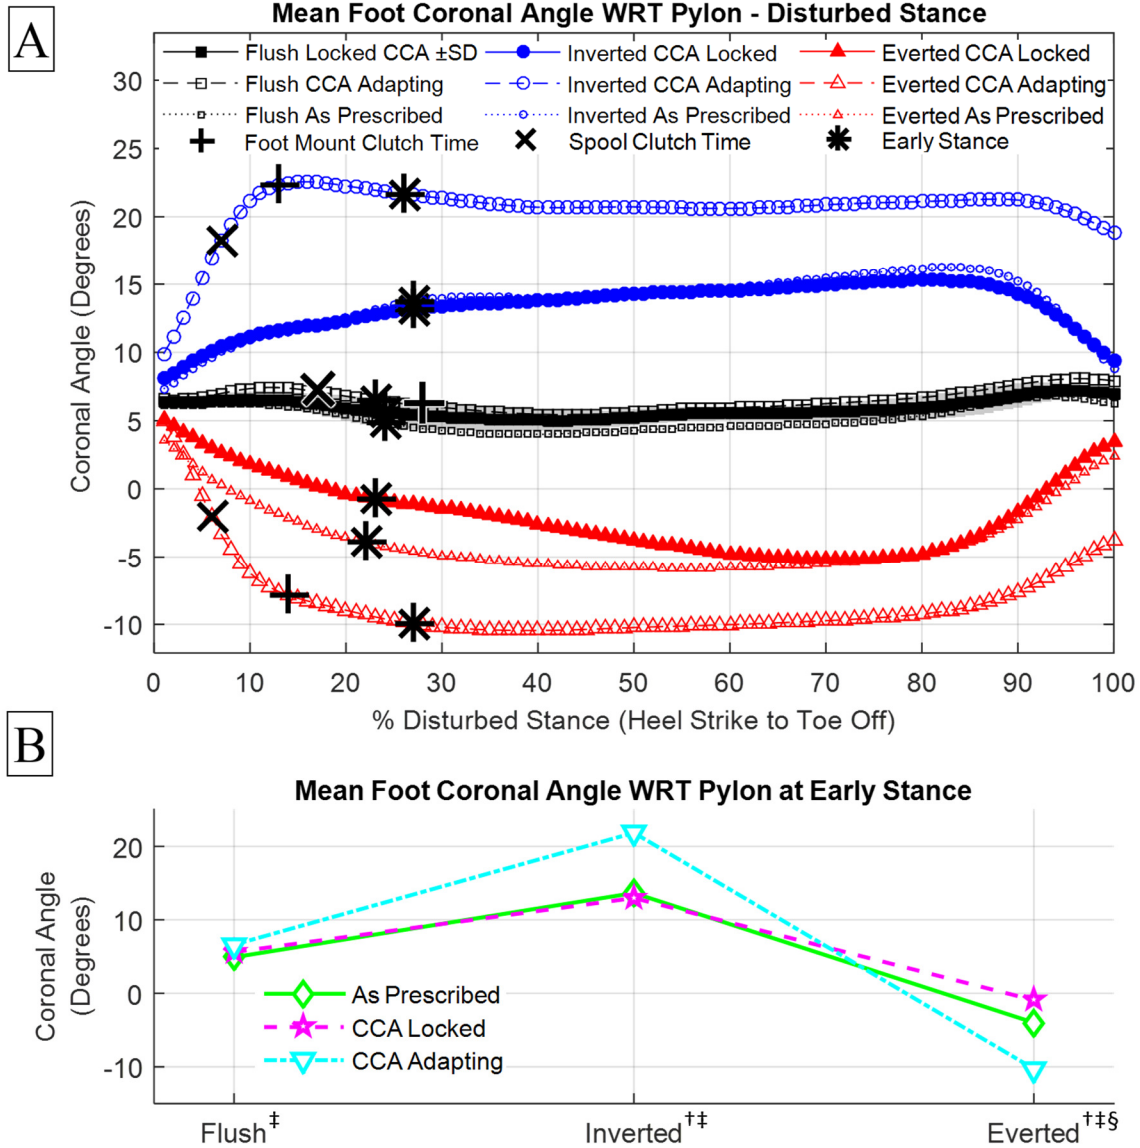 A
Mean Foot Coronal Angle WRT Pylon - Disturbed Stance
Flush Locked CCA ±SD Inverted CCA Locked Everted CCA Locked
Flush CCA Adapting Inverted CCA Adapting Everted CCA Adapting
Flush As Prescribed Inverted As Prescribed Everted As Prescribed
Foot Mount Clutch Time Spool Clutch Time Early Stance
Coronal Angle (Degrees)
30
25
20
15
10
5
0
-5
-10
0 10 20 30 40 50 60 70 80 90 100
% Disturbed Stance (Heel Strike to Toe Off)
B
Mean Foot Coronal Angle WRT Pylon at Early Stance
Coronal Angle
(Degrees)
20
10
0
-10
As Prescribed
CCA Locked
CCA Adapting
Flush‡ Inverted†‡ Everted†‡§